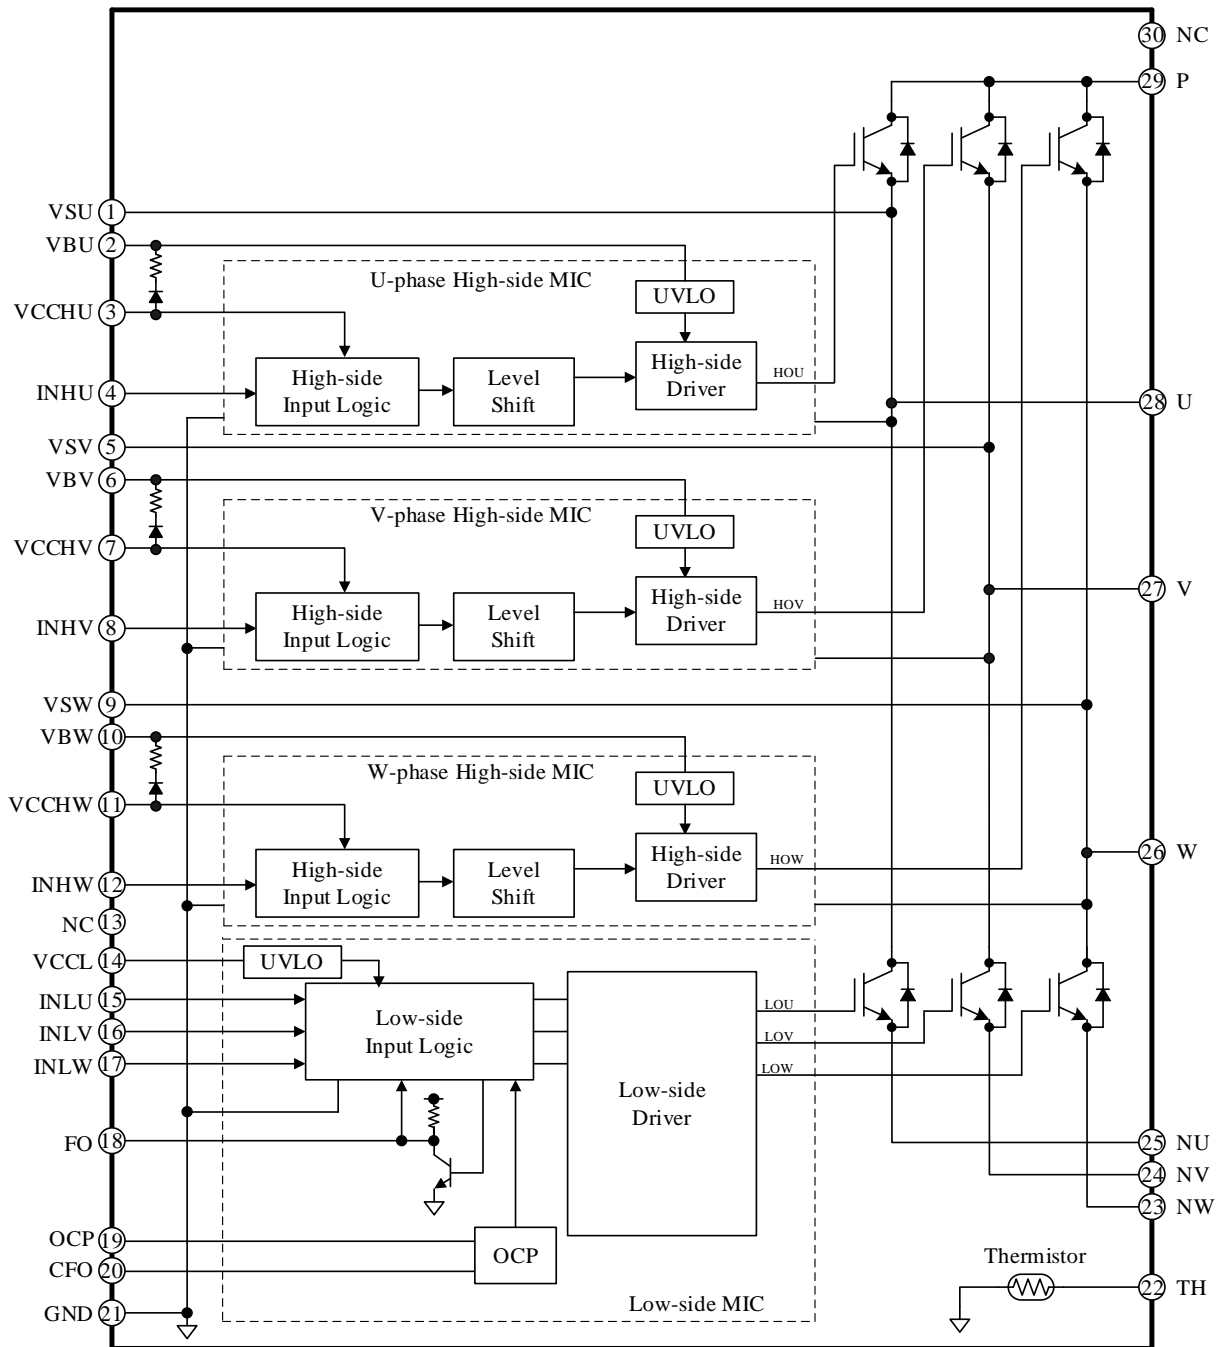 30 NC
29 P
VSU 1
VBU 2
U-phase High-side MIC
UVLO
VCCHU 3
High-side
Input Logic
Level
Shift
High-side
Driver
HOU
INHU 4
28 U
VSV 5
VBV 6
V-phase High-side MIC
UVLO
VCCHV 7
High-side
Input Logic
Level
Shift
High-side
Driver
HOV
27 V
INHV 8
VSW 9
VBW 10
W-phase High-side MIC
UVLO
VCCHW 11
High-side
Input Logic
Level
Shift
High-side
Driver
HOW
26 W
INHW 12
NC 13
VCCL 14
UVLO
INLU 15
INLV 16
INLW 17
Low-side
Input Logic
LOU
LOV
LOW
Low-side
Driver
FO 18
25 NU
24 NV
23 NW
OCP 19
CFO 20
OCP
Thermistor
22 TH
GND 21
Low-side MIC